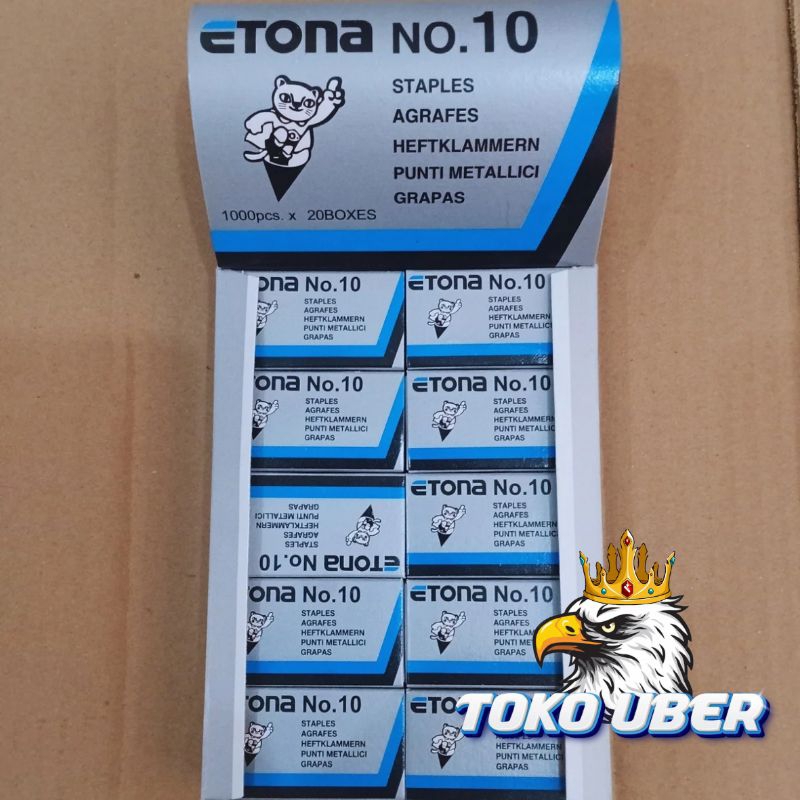 ETONA NO.10
STAPLES
AGRAFES
HEFTKLAMMERN
PUNTI METALLICI
GRAPAS
1000pcs. x 20BOXES
ona No.10
STAPLES
AGRAFES
HEFTKLAMMERN
PUNTI METALLICI
GRAPAS
ETONA No.10
STAPLES
AGRAFES
HEFTKLAMMERN
PUNTI METALLICI
GRAPAS
TONA No.10
STAPLES
AGRAFES
HEFTKLAMMERN
PUNTI METALLICI
GRAPAS
ETONA No.10
STAPLES
AGRAFES
HEFTKLAMMERN
PUNTI METALLICI
GRAPAS
ETONA No.10
STAPLES
AGRAFES
HEFTKLAMMERN
PUNTI METALLICI
GRAPAS
ETONA No.10
STAPLES
AGRAFES
HEFTKLAMMERN
PUNTI METALLICI
GRAPAS
TONA No.10
STAPLES
AGRAFES
HEFTKLAMMERN
PUNTI METALLICI
GRAPAS
ETONA No.10
STAPLES
AGRAFES
PUNTI
GRAPAS
TONA No.10
STAPLES
AGRAFES
HEFTKLAMMERN
PUNTI METALLICI
GRAPAS
ETONA
HEFTKLAMMERN
PUNTI METALLICI
GRAPAS
TOKO UBER